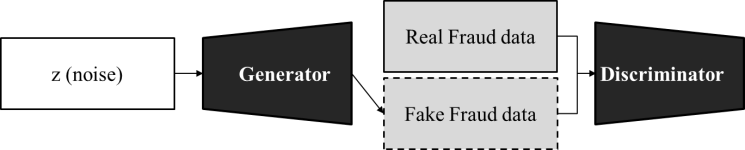 z (noise)
Generator
Real Fraud data
Fake Fraud data
Discriminator